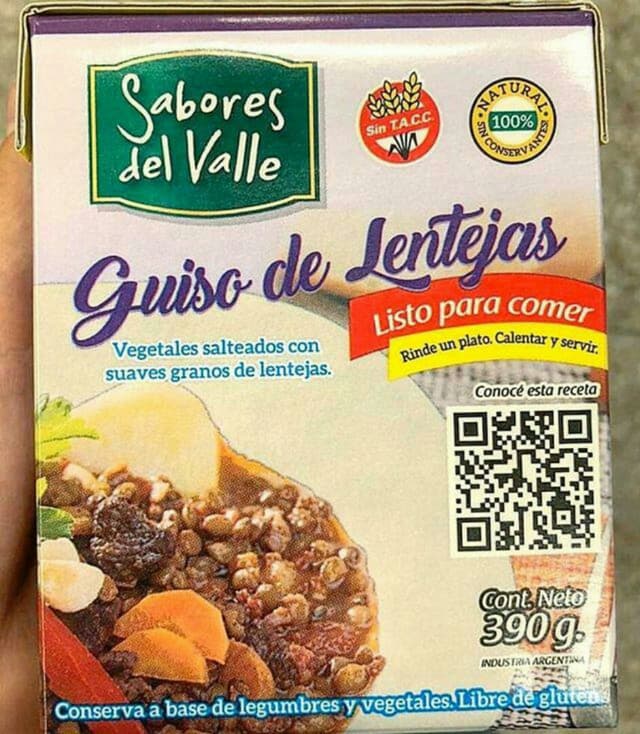 Sabores
del Valle
Sin T.A.C.C.
NATURAL
100%
SIN CONSERVANTES
Guiso de Lentejas
Listo para comer
Rinde un plato. Calentar y servir.
Vegetales salteados con
suaves granos de lentejas.
Conocé esta receta
Cont. Neto
390 g.
INDUSTRIA ARGENTINA
Conserva a base de legumbres y vegetales. Libre de gluten.